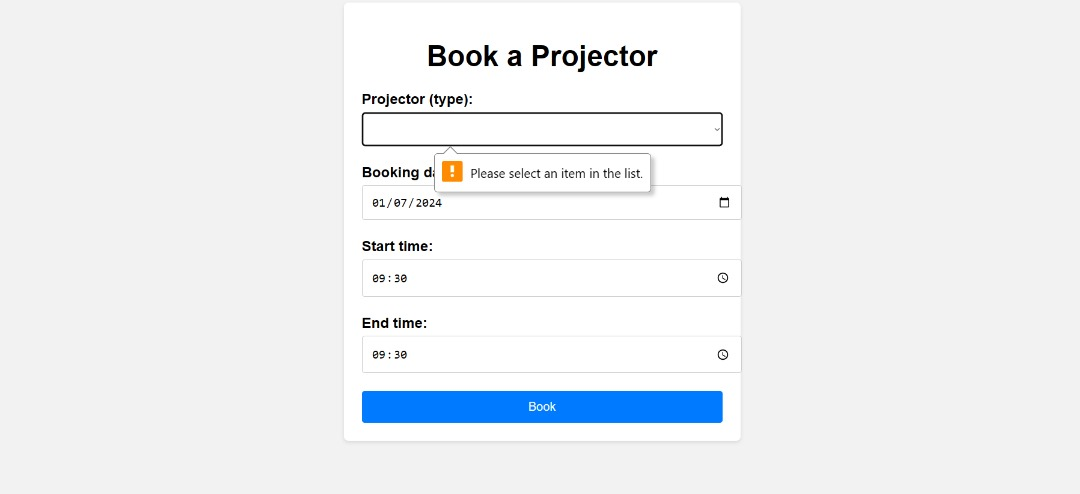 Book a Projector
Projector (type):
Please select an item in the list.
Booking da
01/07/2024
Start time:
09:30
End time:
09:30
Book